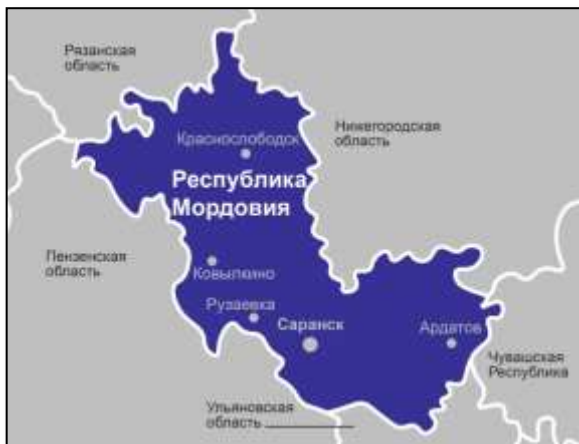 Рязанская
область
Нижегородская
область
Краснослободск
Республика
Мордовия
Пензенская
область
Ковылкино
Рузаевка
Саранск
Ардатов
Чувашская
Республика
Ульяновская
область